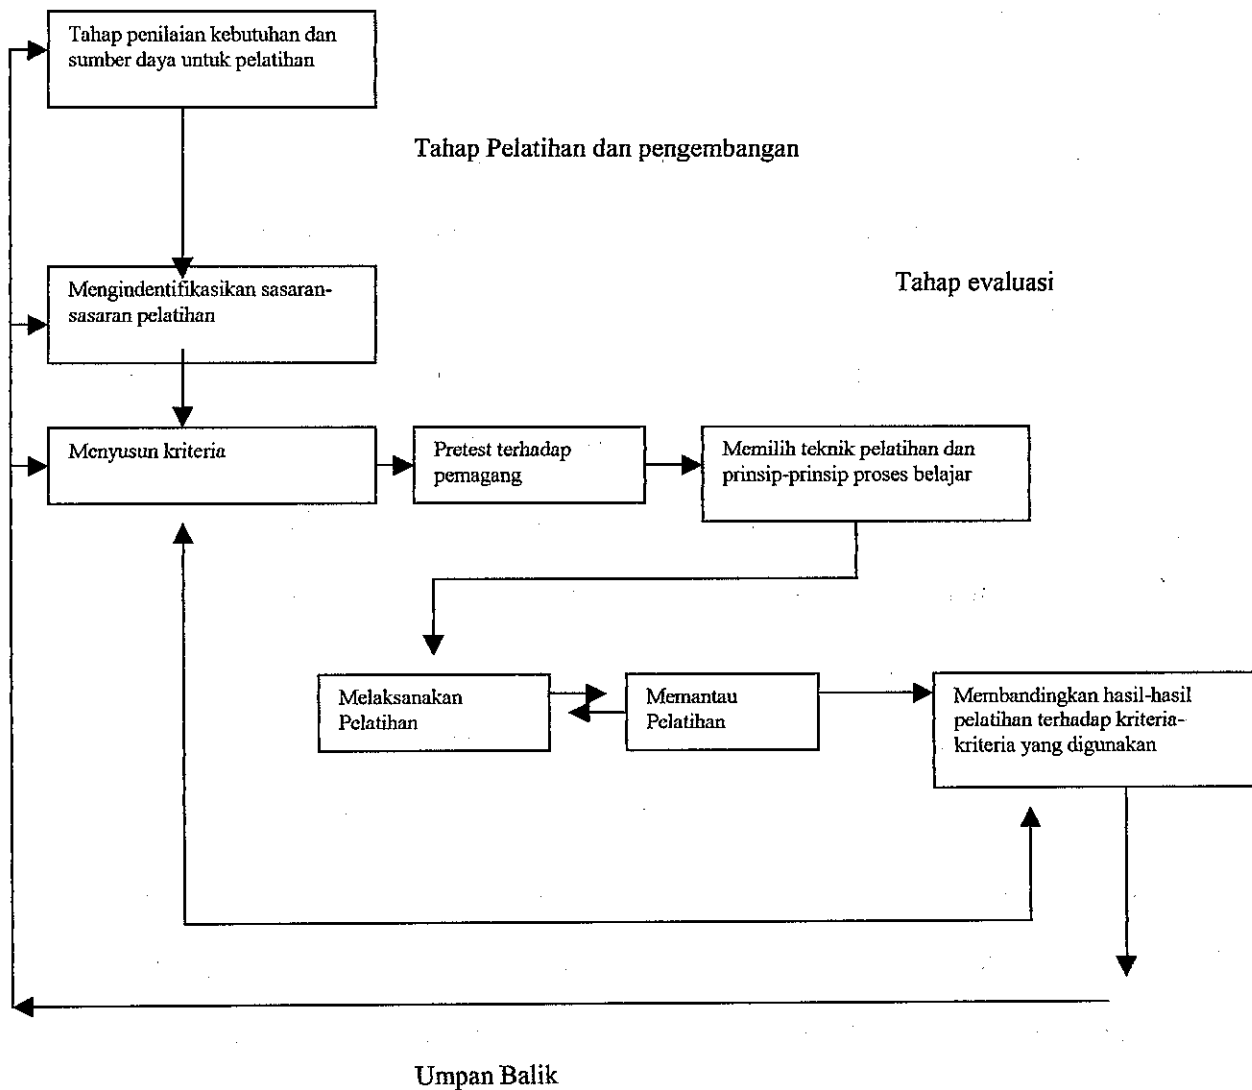 Tahap penilaian kebutuhan dan
sumber daya untuk pelatihan
Tahap Pelatihan dan pengembangan
Tahap evaluasi
Mengindentifikasikan sasaran-
sasaran pelatihan
Menyusun kriteria
Pretest terhadap
pemagang
Memilih teknik pelatihan dan
prinsip-prinsip proses belajar
Melaksanakan
Pelatihan
Memantau
Pelatihan
Membandingkan hasil-hasil
pelatihan terhadap kriteria-
kriteria yang digunakan
Umpan Balik